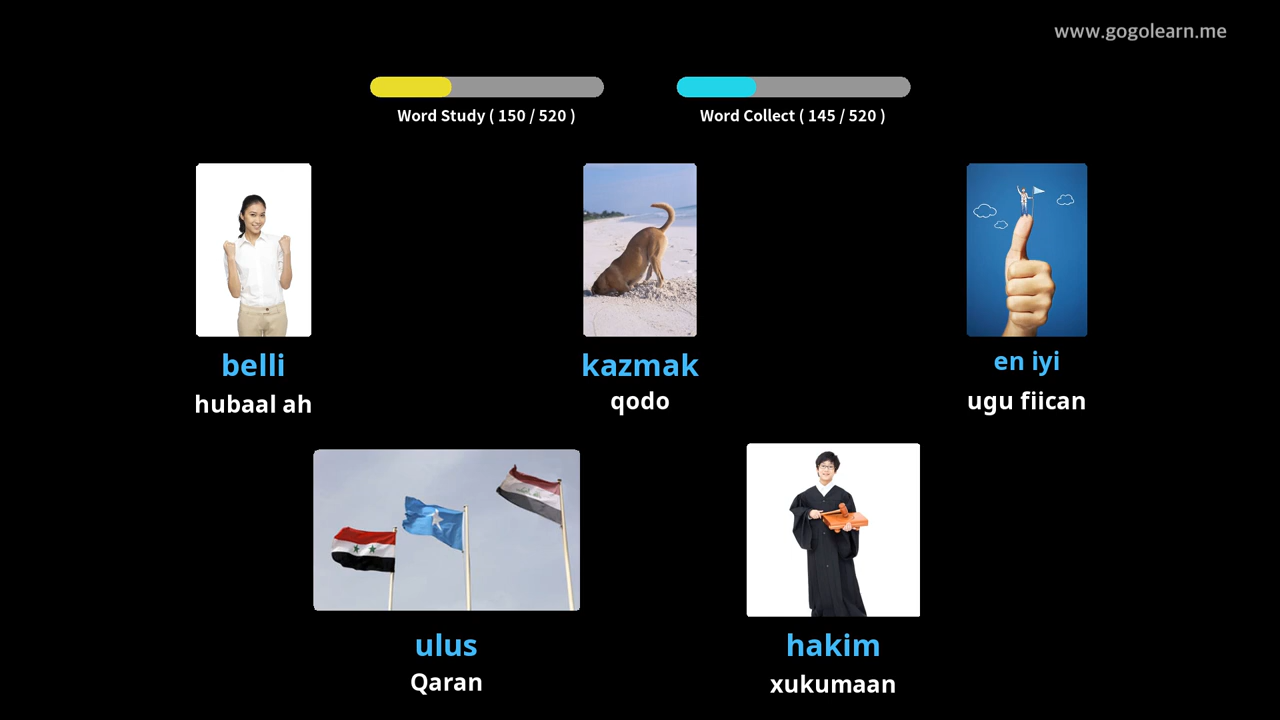 www.gogolearn.me
Word Study ( 150 / 520 )
Word Collect ( 145 / 520 )
belli
hubaal ah
kazmak
qodo
en iyi
ugu fiican
ulus
Qaran
hakim
xukumaan